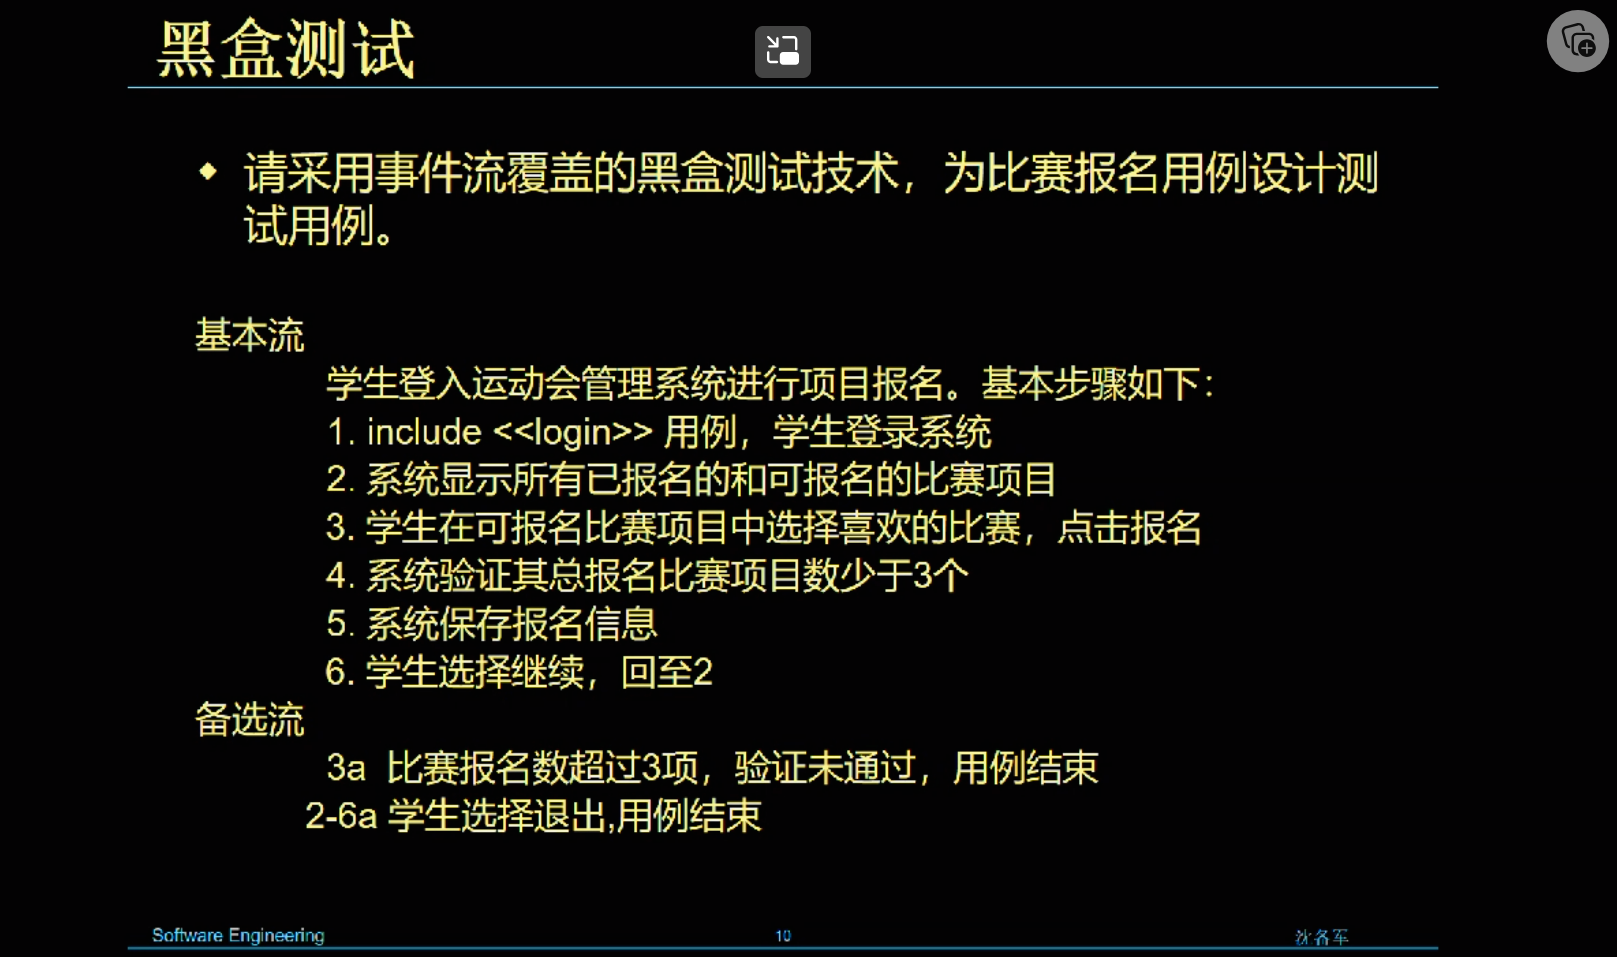 黑盒测试
◆ 请采用事件流覆盖的黑盒测试技术，为比赛报名用例设计测
试用例。
基本流
学生登入运动会管理系统进行项目报名。基本步骤如下：
1. include <<login>> 用例，学生登录系统
2. 系统显示所有已报名的和可报名的比赛项目
3. 学生在可报名比赛项目中选择喜欢的比赛，点击报名
4. 系统验证其总报名比赛项目数少于3个
5. 系统保存报名信息
6. 学生选择继续，回至2
备选流
3a 比赛报名数超过3项，验证未通过，用例结束
2-6a 学生选择退出,用例结束
Software Engineering
10
沈备军